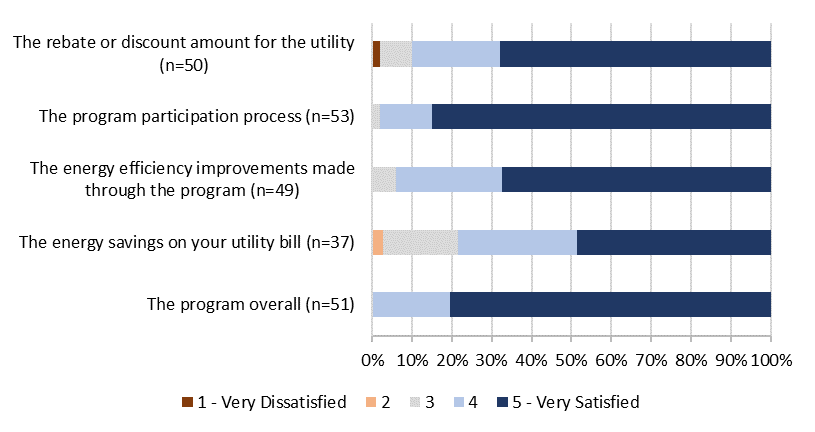 The rebate or discount amount for the utility
(n=50)
The program participation process (n=53)
The energy efficiency improvements made
through the program (n=49)
The energy savings on your utility bill (n=37)
The program overall (n=51)
0% 10% 20% 30% 40% 50% 60% 70% 80% 90% 100%
1 - Very Dissatisfied 2 3 4 5 - Very Satisfied